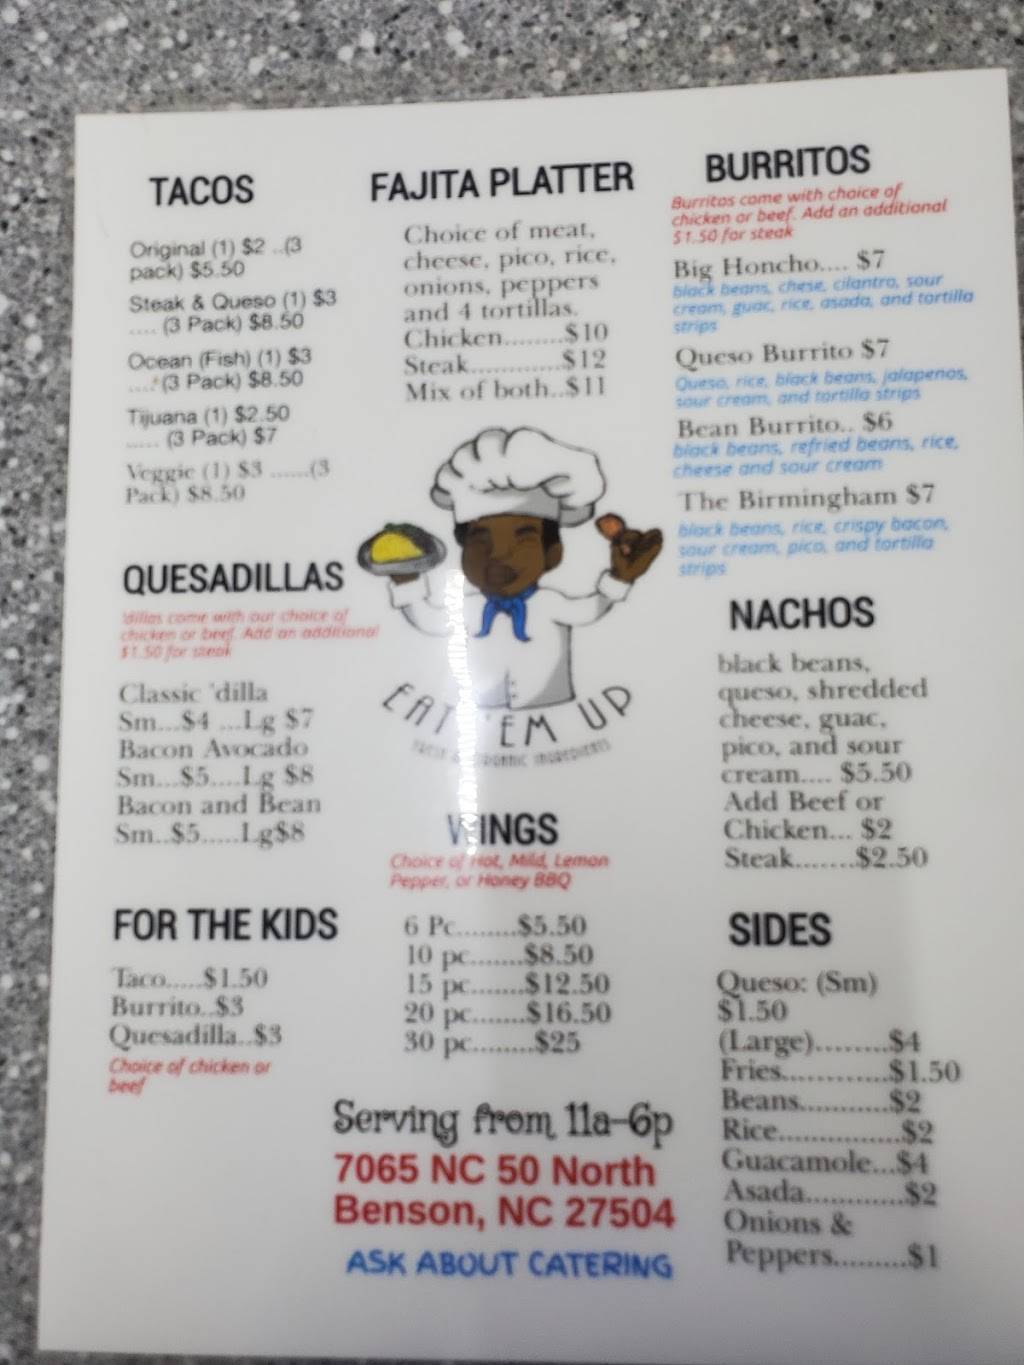 TACOS
Original (1) $2 ..(3
pack) $5.50
Steak & Queso (1) $3
.... (3 Pack) $8.50
Ocean (Fish) (1) $3
....(3 Pack) $8.50
Tijuana (1) $2.50
..... (3 Pack) $7
Veggie (1) $3 ......(3
Pack) $8.50
QUESADILLAS
'dillas come with our choice of
chicken or beef. Add an additional
$1.50 for steak
Classic 'dilla
Sm...$4 ...Lg $7
Bacon Avocado
Sm...$5....Lg $8
Bacon and Bean
Sm..$5.....Lg$8
FOR THE KIDS
Taco.....$1.50
Burrito..$3
Quesadilla..$3
Choice of chicken or
beef
FAJITA PLATTER
Choice of meat,
cheese, pico, rice,
onions, peppers
and 4 tortillas.
Chicken........$10
Steak............$12
Mix of both..$11
EAT 'EM UP
INGREDIENTS
WINGS
Choice of Hot, Mild, Lemon
Pepper, or Honey BBQ
6 Pc........$5.50
10 pc.......$8.50
15 pc.......$12.50
20 pc.......$16.50
30 pc........$25
Serving from 11a-6p
7065 NC 50 North
Benson, NC 27504
ASK ABOUT CATERING
BURRITOS
Burritos come with choice of
chicken or beef. Add an additional
$1.50 for steak
Big Honcho.... $7
black beans, chese, cilantro, sour
cream, guac, rice, asada, and tortilla
strips
Queso Burrito $7
Queso, rice, black beans, jalapenos,
sour cream, and tortilla strips
Bean Burrito.. $6
black beans, refried beans, rice,
cheese and sour cream
The Birmingham $7
black beans, rice, crispy bacon,
sour cream, pico, and tortilla
strips
NACHOS
black beans,
queso, shredded
cheese, guac,
pico, and sour
cream.... $5.50
Add Beef or
Chicken... $2
Steak.......$2.50
SIDES
Queso: (Sm)
$1.50
(Large)........$4
Fries............$1.50
Beans..........$2
Rice...............$2
Guacamole...$4
Asada............$2
Onions &
Peppers.........$1